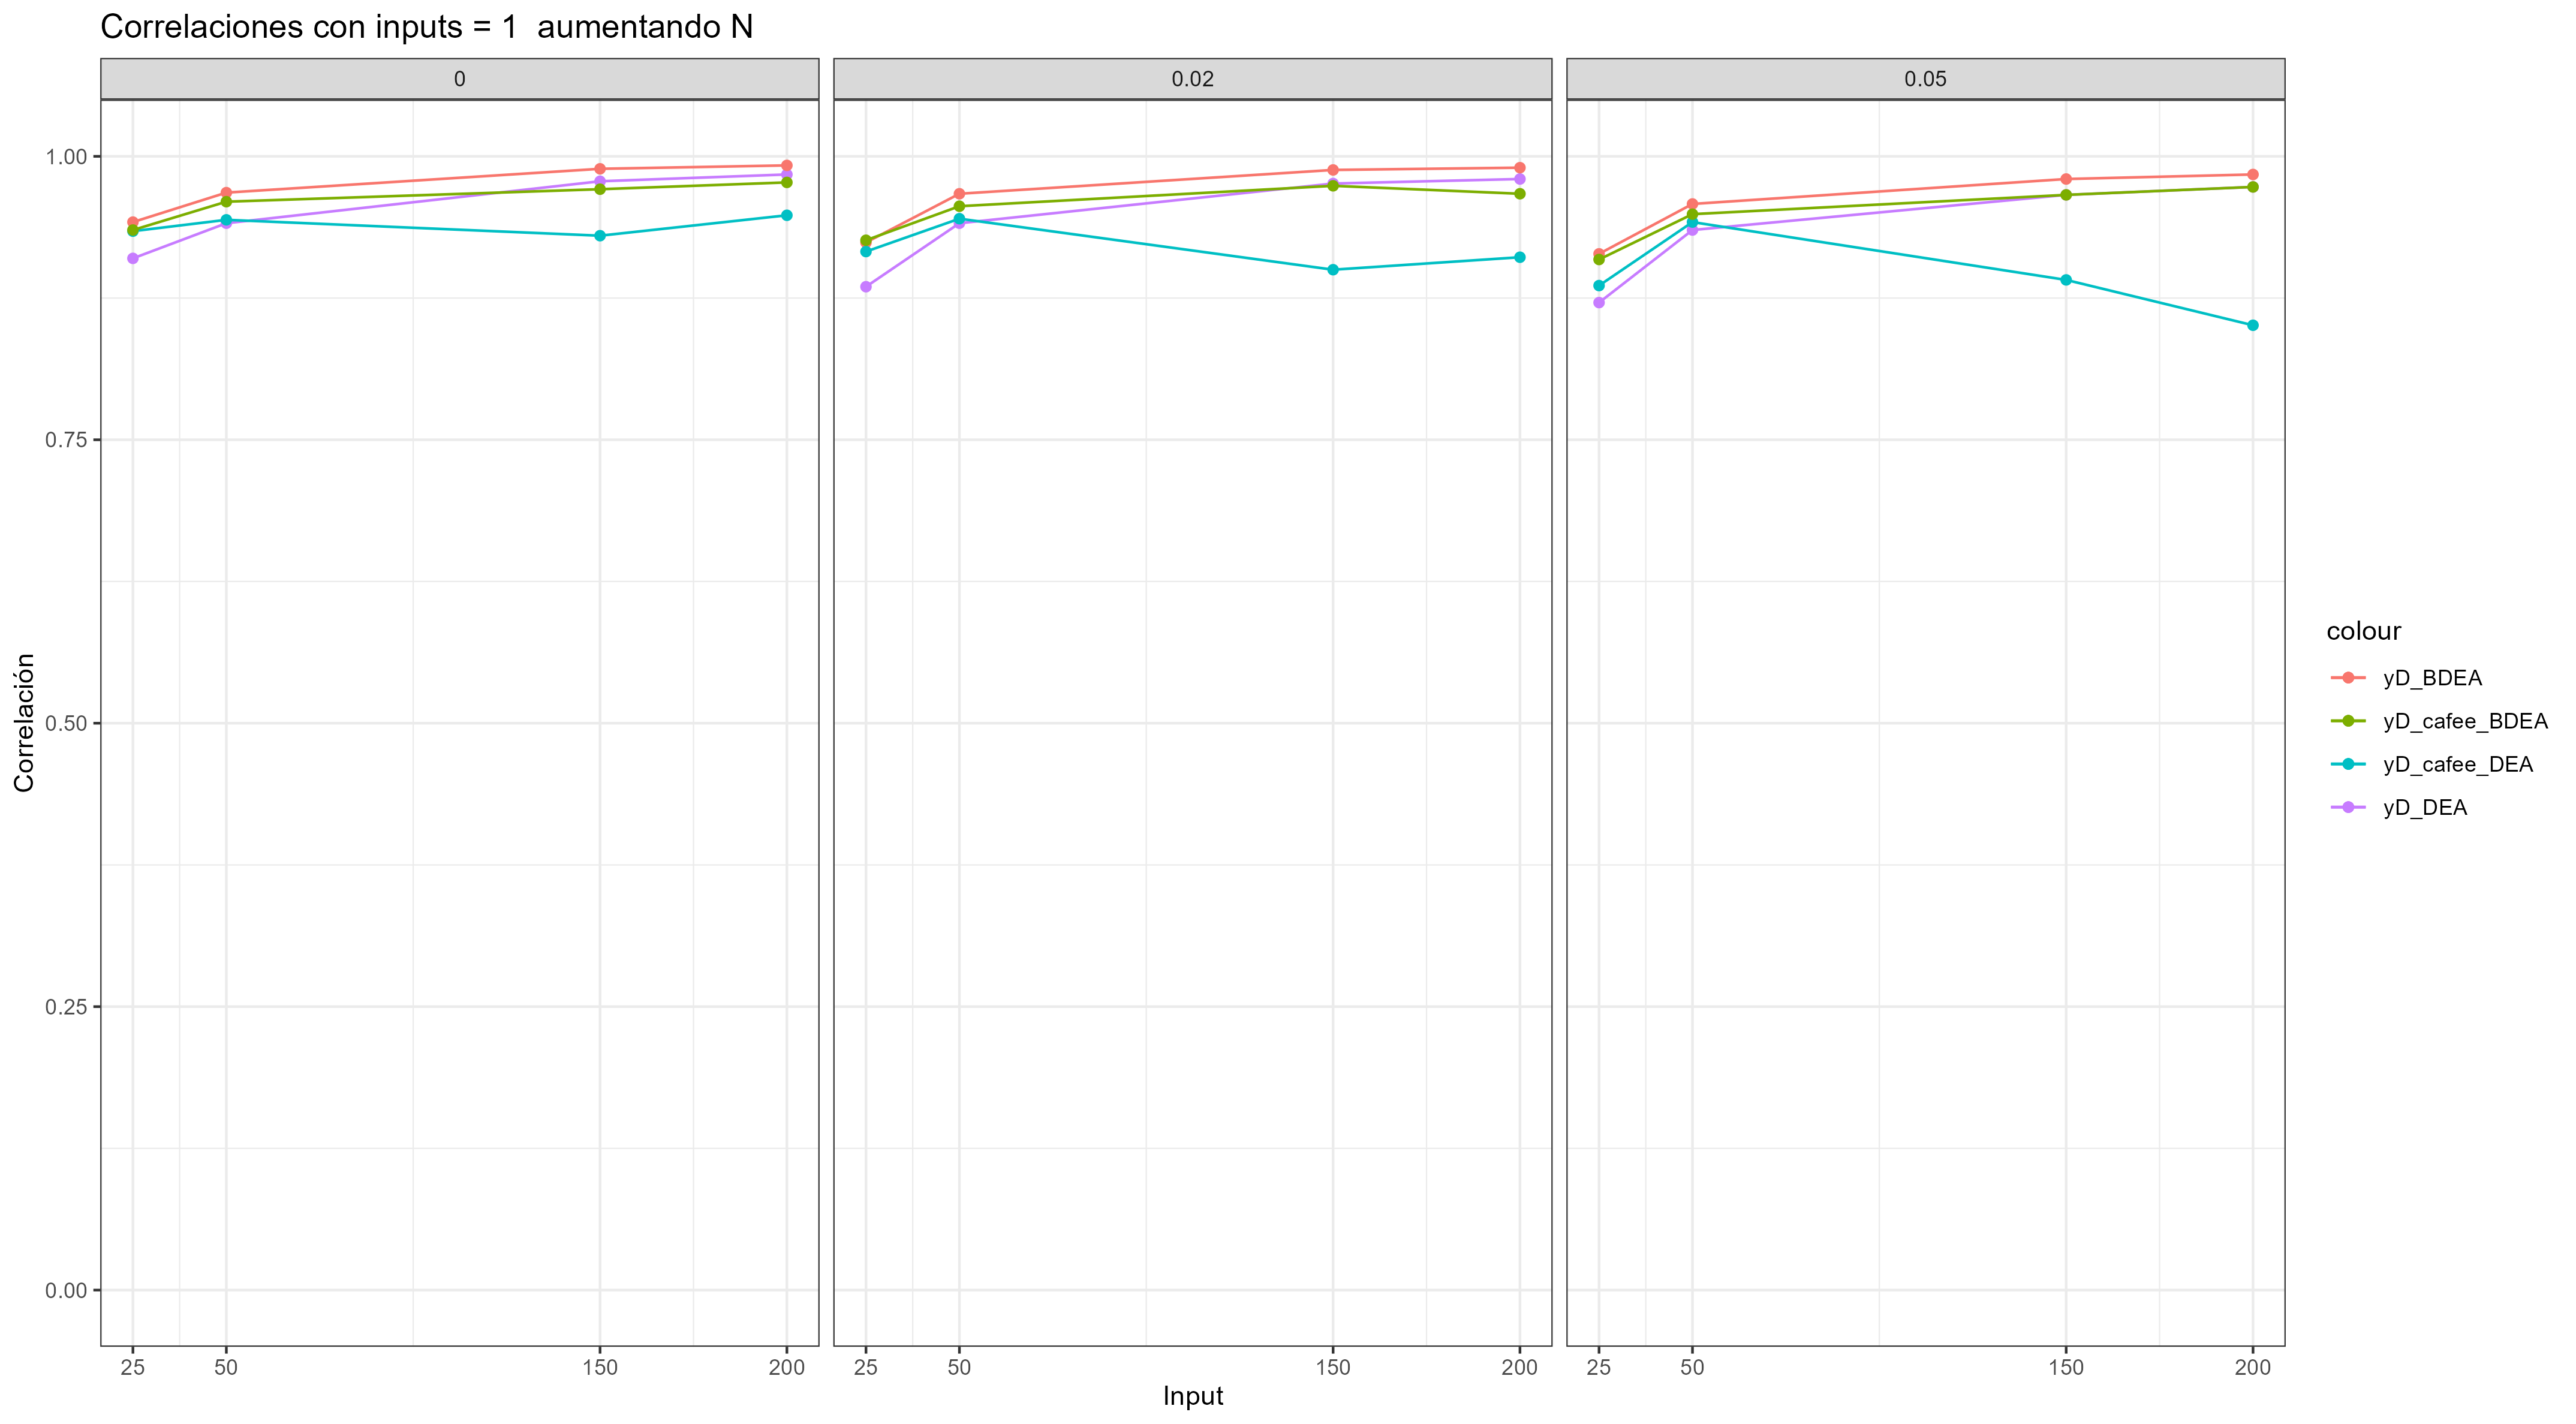 Correlaciones con inputs = 1  aumentando N
0
0.02
0.05
1.00
0.75
0.50
0.25
0.00
Correlación
25 50 150 200
25 50 150 200
25 50 150 200
Input
colour
yD_BDEA
yD_cafee_BDEA
yD_cafee_DEA
yD_DEA